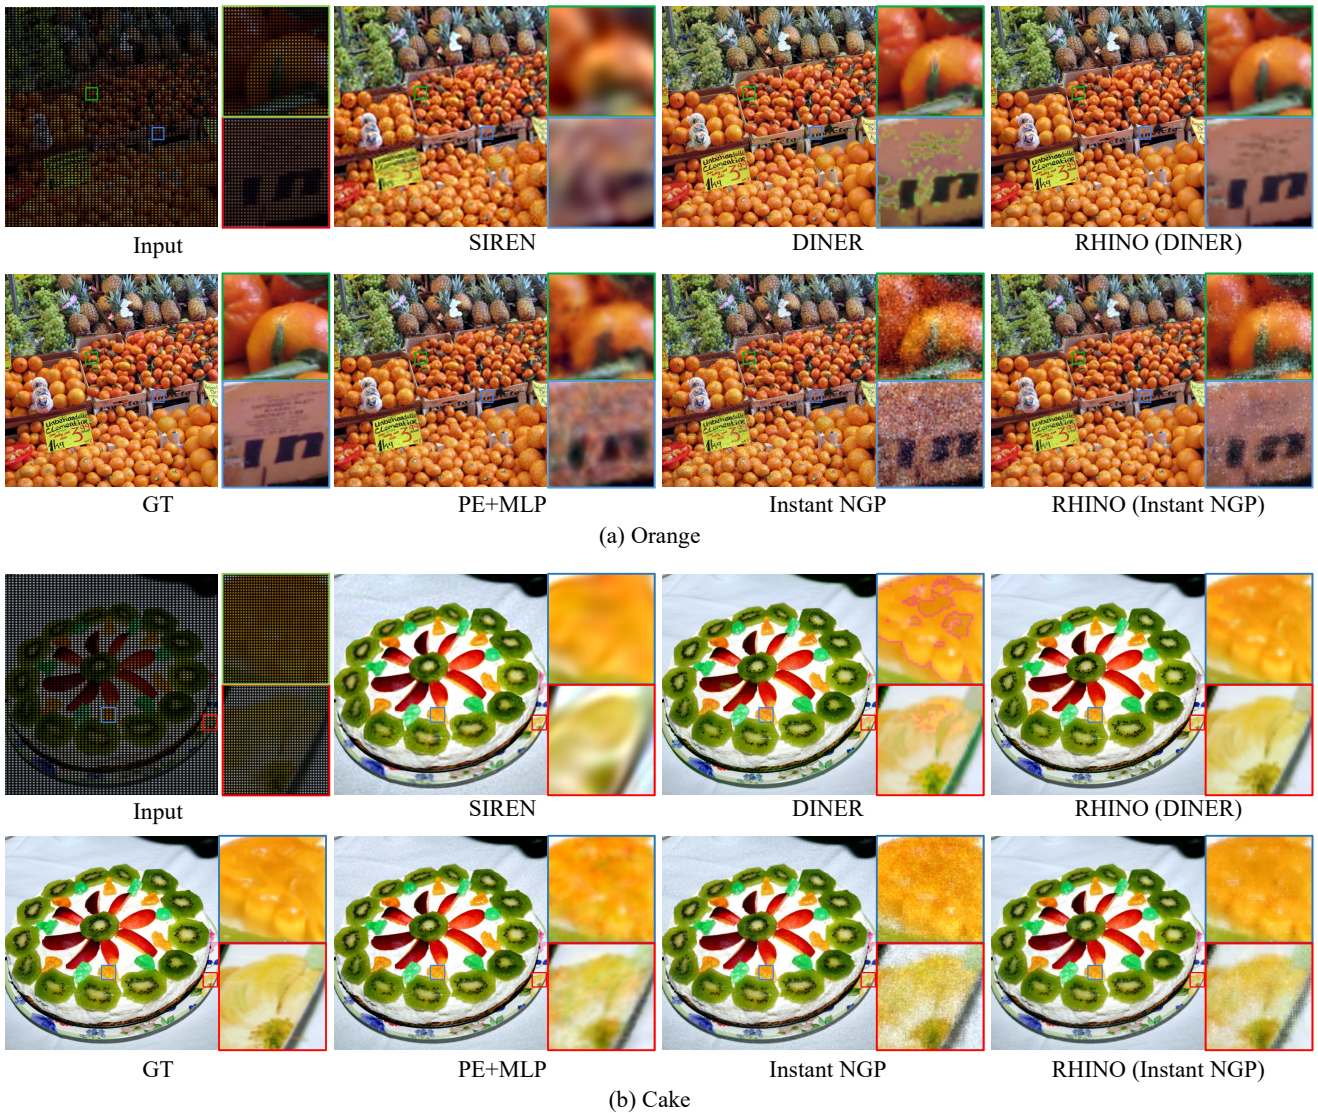 Input
SIREN
DINER
RHINO (DINER)
GT
PE+MLP
Instant NGP
RHINO (Instant NGP)
(a) Orange
Input
SIREN
DINER
RHINO (DINER)
GT
PE+MLP
Instant NGP
RHINO (Instant NGP)
(b) Cake